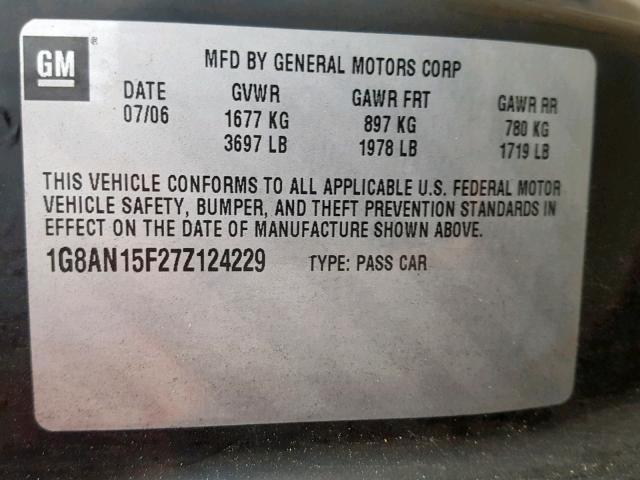 GM ®
MFD BY GENERAL MOTORS CORP
DATE GVWR GAWR FRT GAWR RR
07/06 1677 KG 897 KG 780 KG
3697 LB 1978 LB 1719 LB
THIS VEHICLE CONFORMS TO ALL APPLICABLE U.S. FEDERAL MOTOR
VEHICLE SAFETY, BUMPER, AND THEFT PREVENTION STANDARDS IN
EFFECT ON THE DATE OF MANUFACTURE SHOWN ABOVE.
1G8AN15F27Z124229 TYPE: PASS CAR